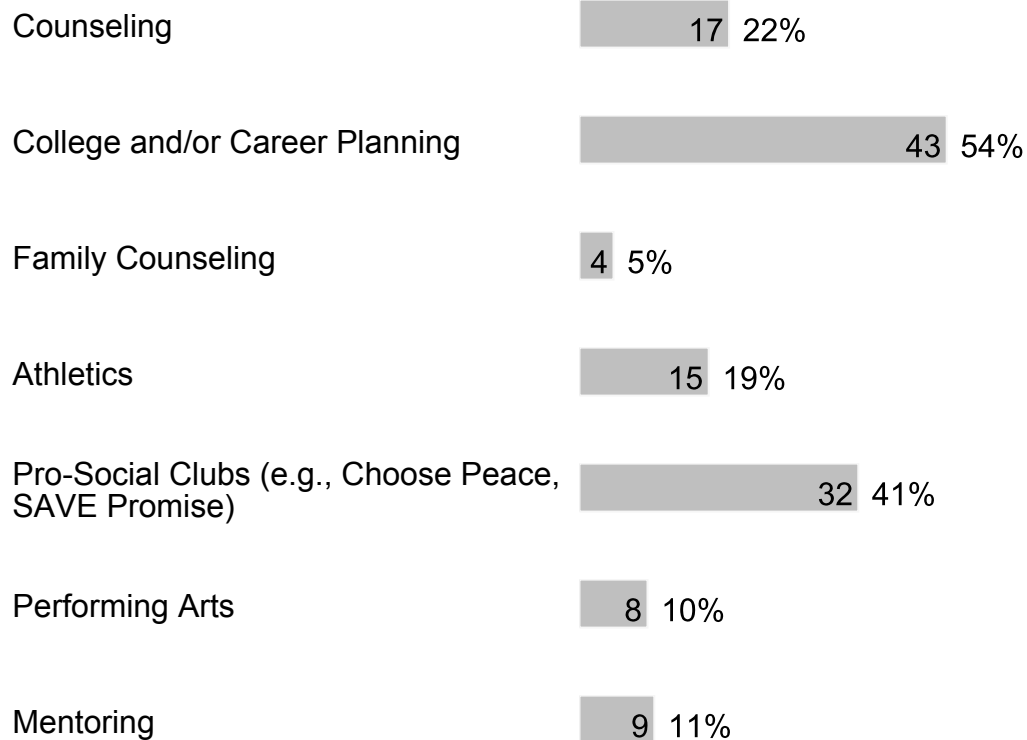 Counseling 17 22%
College and/or Career Planning 43 54%
Family Counseling 4 5%
Athletics 15 19%
Pro-Social Clubs (e.g., Choose Peace,
SAVE Promise) 32 41%
Performing Arts 8 10%
Mentoring 9 11%